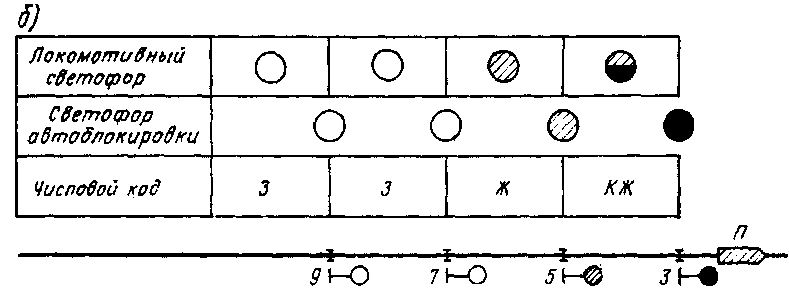 б)
Локомотивный
светофор
Светофор
автоблокировки
Числовой код
З
З
Ж
КЖ
П
9
7
5
3